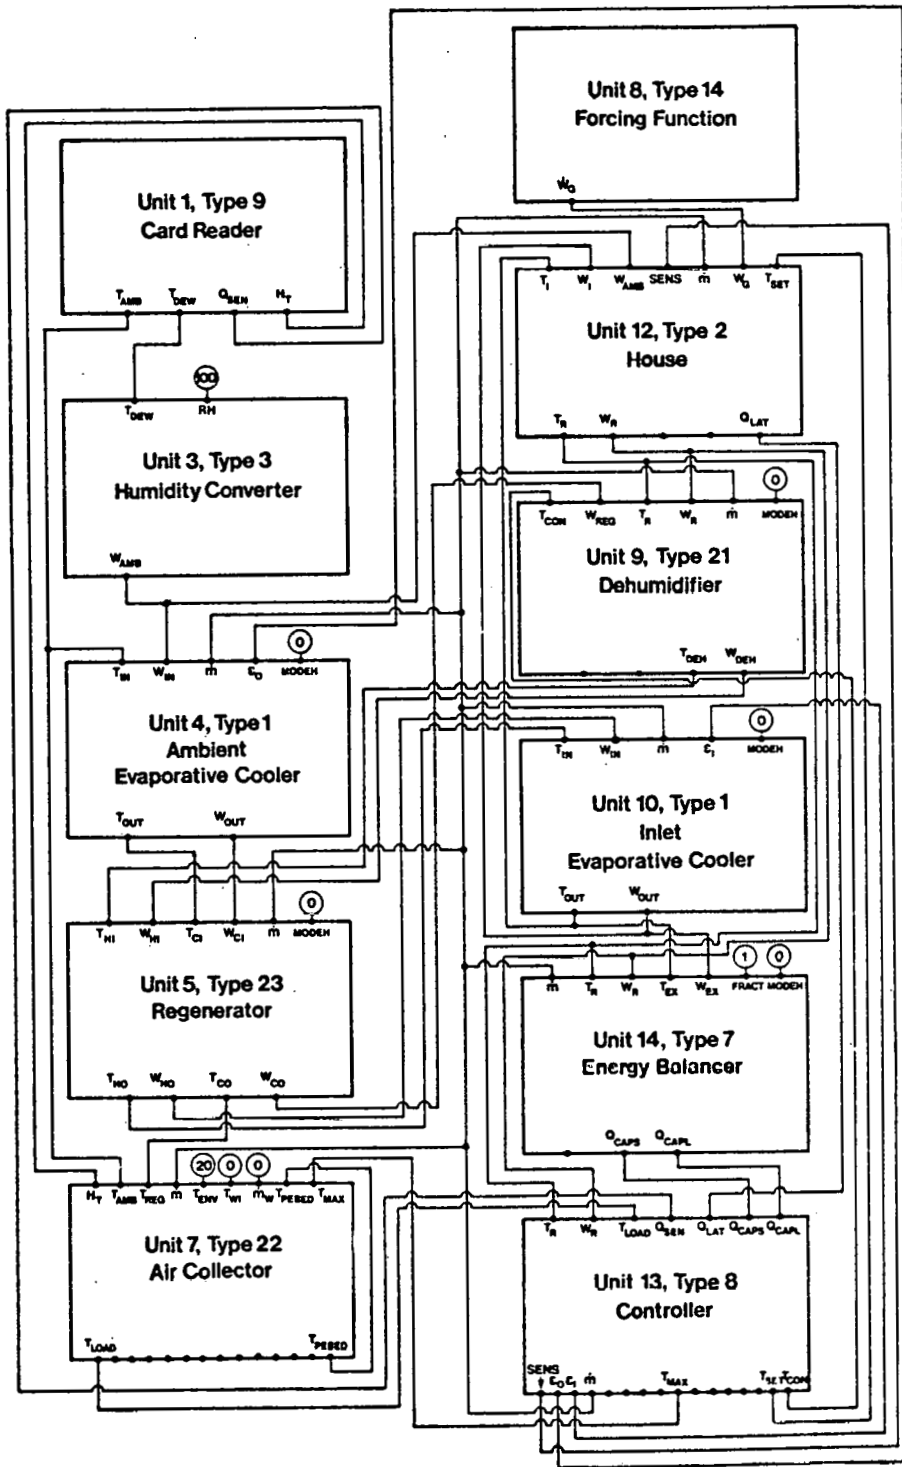 Unit 8, Type 14
Forcing Function
Ẇ_G
Unit 1, Type 9
Card Reader
T_AMB T_DEW Q_SEN H_T
T_I W_I W_AMB SENS ṁ W_G T_SET
Unit 12, Type 2
House
T_R W_R Q_LAT
100
T_DEW RH
Unit 3, Type 3
Humidity Converter
W_AMB
0
T_CON W_REG T_R W_R ṁ MODEH
Unit 9, Type 21
Dehumidifier
T_DEH W_DEH
0
T_IN W_IN ṁ ε_O MODEH
Unit 4, Type 1
Ambient
Evaporative Cooler
T_OUT W_OUT
0
T_IN W_IN ṁ ε_I MODEH
Unit 10, Type 1
Inlet
Evaporative Cooler
T_OUT W_OUT
0
T_HI W_HI T_CI W_CI ṁ MODEH
Unit 5, Type 23
Regenerator
T_HO W_HO T_CO W_CO
1 0
ṁ T_R W_R T_EX W_EX FRACT MODEH
Unit 14, Type 7
Energy Balancer
Q_CAPS Q_CAPL
20 0 0
H_T T_AMB T_REG ṁ T_ENV T_WI ṁ_W T_PEBED T_MAX
Unit 7, Type 22
Air Collector
T_LOAD T_PEBED
T_R W_R T_LOAD Q_SEN Q_LAT Q_CAPS Q_CAPL
Unit 13, Type 8
Controller
SENS ε_O ε_I ṁ T_MAX T_SET T_CON